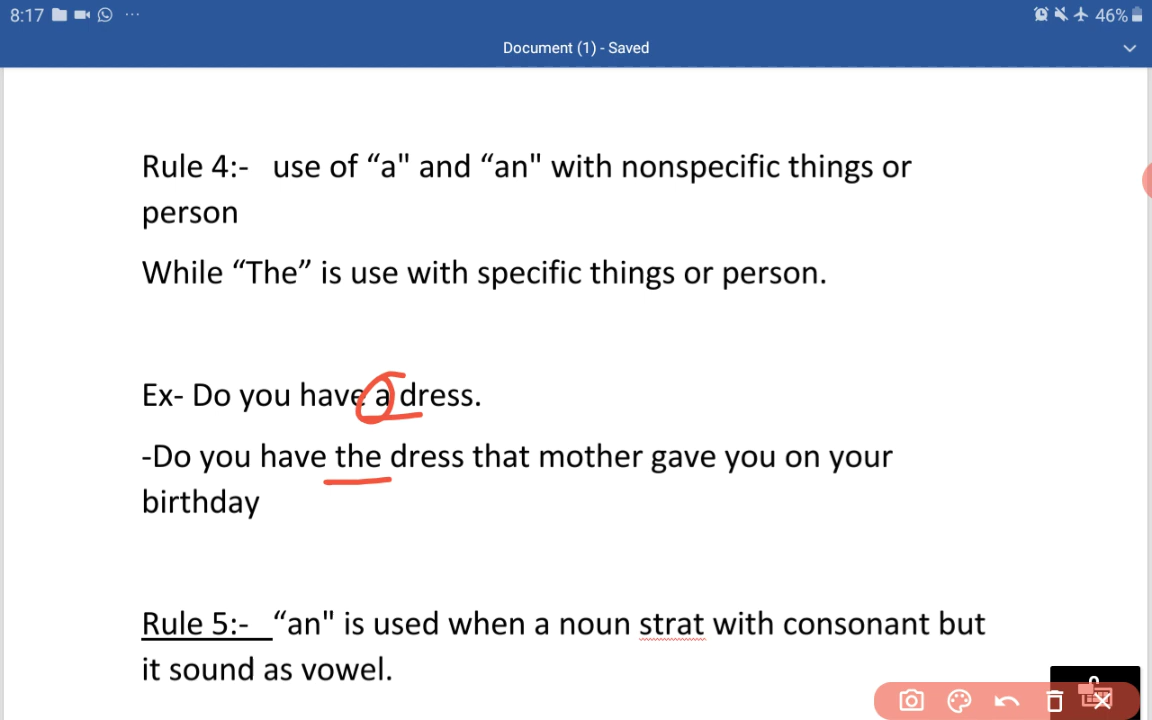 8:17 ... 46%
Document (1) - Saved
Rule 4:-   use of “a" and “an" with nonspecific things or
person
While “The” is use with specific things or person.
Ex- Do you have a dress.
-Do you have the dress that mother gave you on your
birthday
Rule 5:-   “an" is used when a noun strat with consonant but
it sound as vowel.